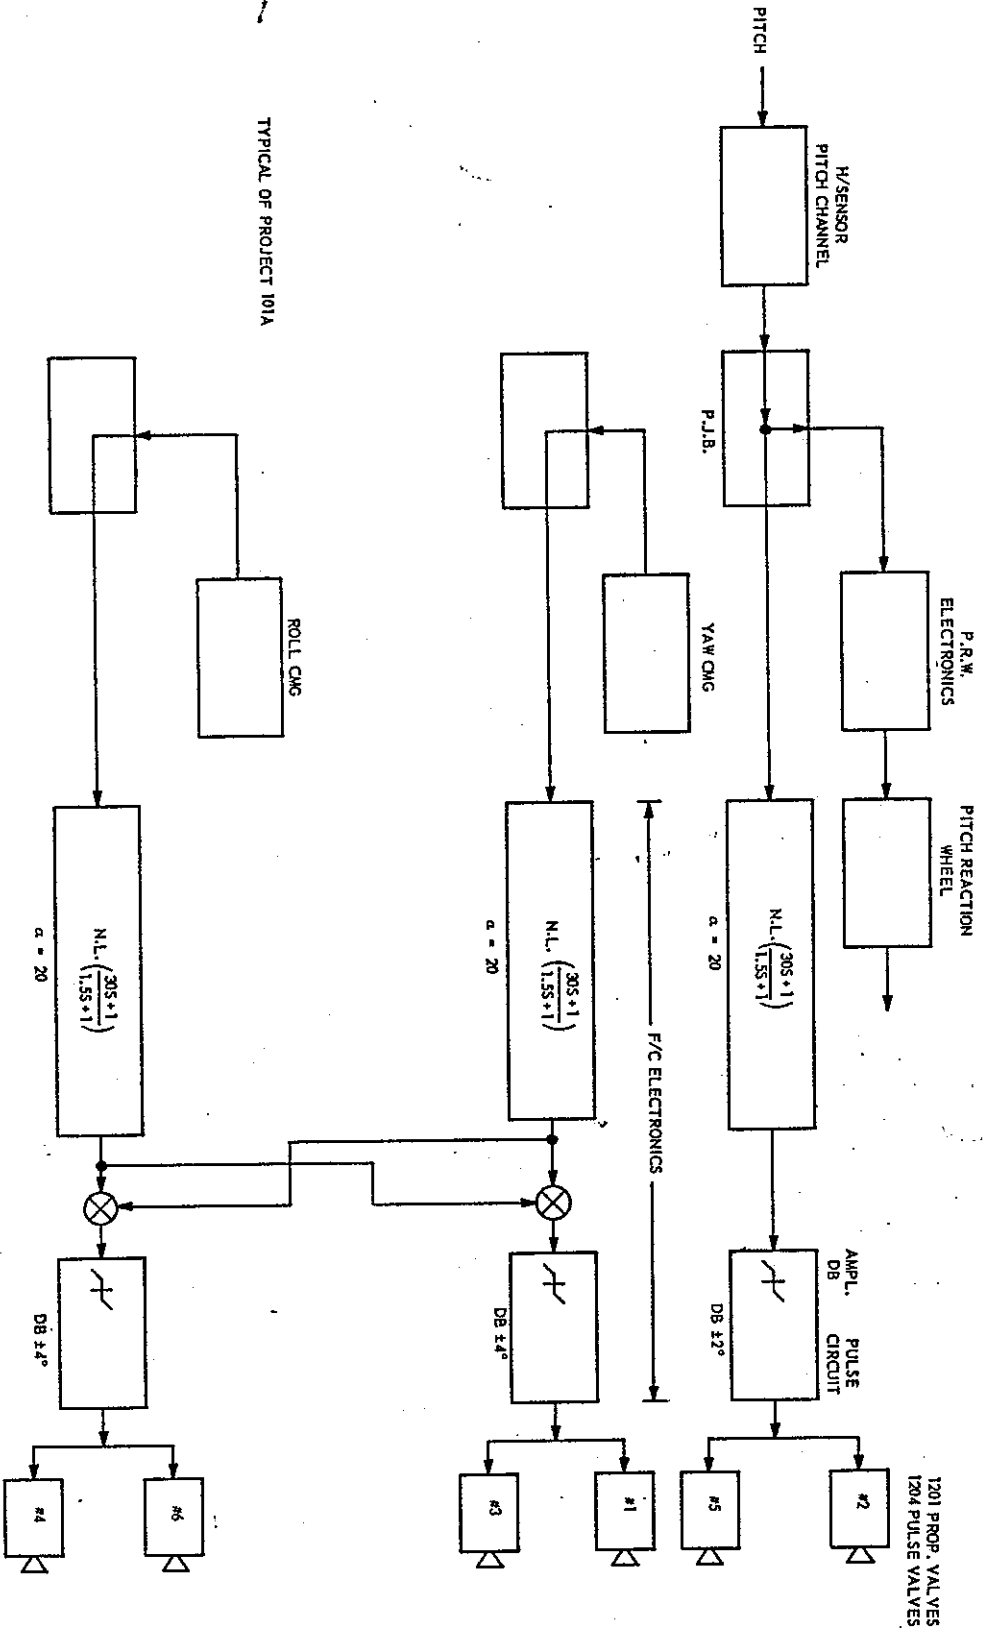 PITCH
H/SENSOR
PITCH CHANNEL
P.J.B.
P.R.W.
ELECTRONICS
PITCH REACTION
WHEEL
N.L. (30S + 1
1.5S + 1)
α = 20
AMPL.
DB
PULSE
CIRCUIT
DB ±2°
1201 PROP. VALVES
1204 PULSE VALVES
#2
#5
F/C ELECTRONICS
YAW CMG
N.L. (30S + 1
1.5S + 1)
α = 20
DB ±4°
#1
#3
ROLL CMG
N.L. (30S + 1
1.5S + 1)
α = 20
DB ±4°
#6
#4
TYPICAL OF PROJECT 101A